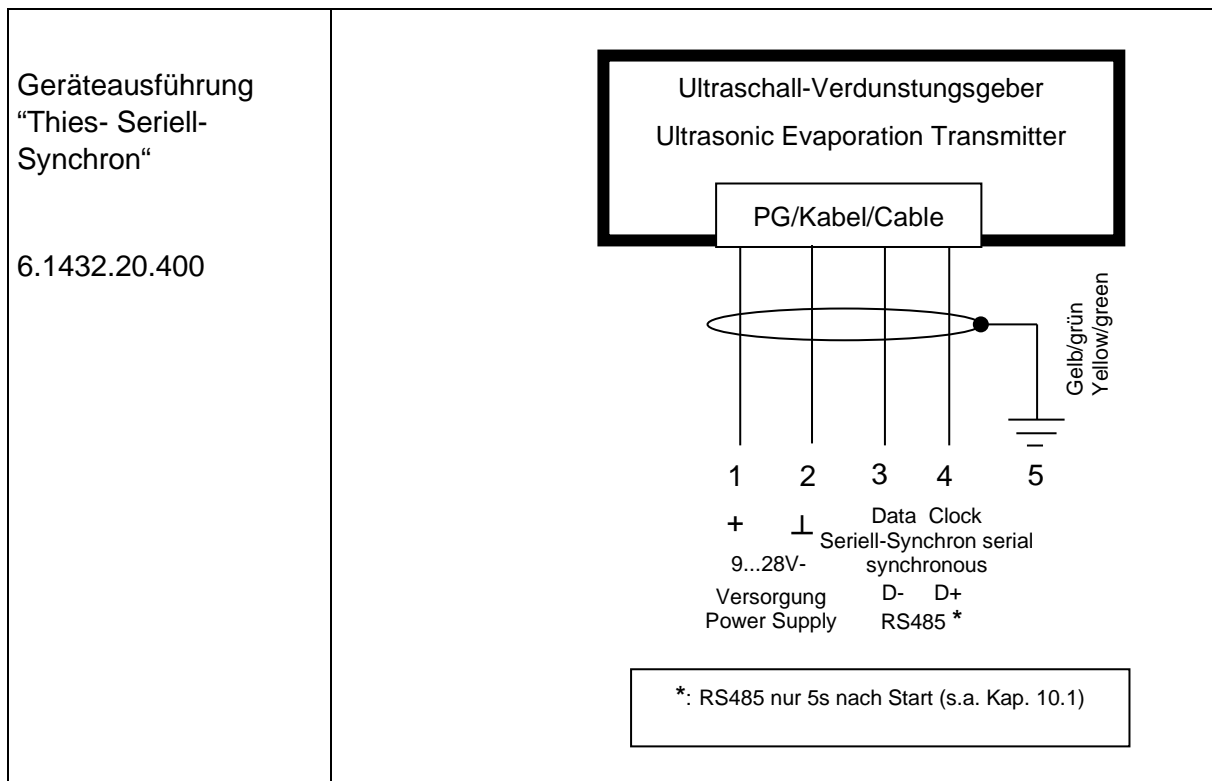 Geräteausführung
“Thies- Seriell-
Synchron“
6.1432.20.400
Ultraschall-Verdunstungsgeber
Ultrasonic Evaporation Transmitter
PG/Kabel/Cable
Gelb/grün
Yellow/green
1 2 3 4 5
+ ⊥
9...28V-
Versorgung
Power Supply
Data Clock
Seriell-Synchron serial
synchronous
D- D+
RS485 *
*: RS485 nur 5s nach Start (s.a. Kap. 10.1)